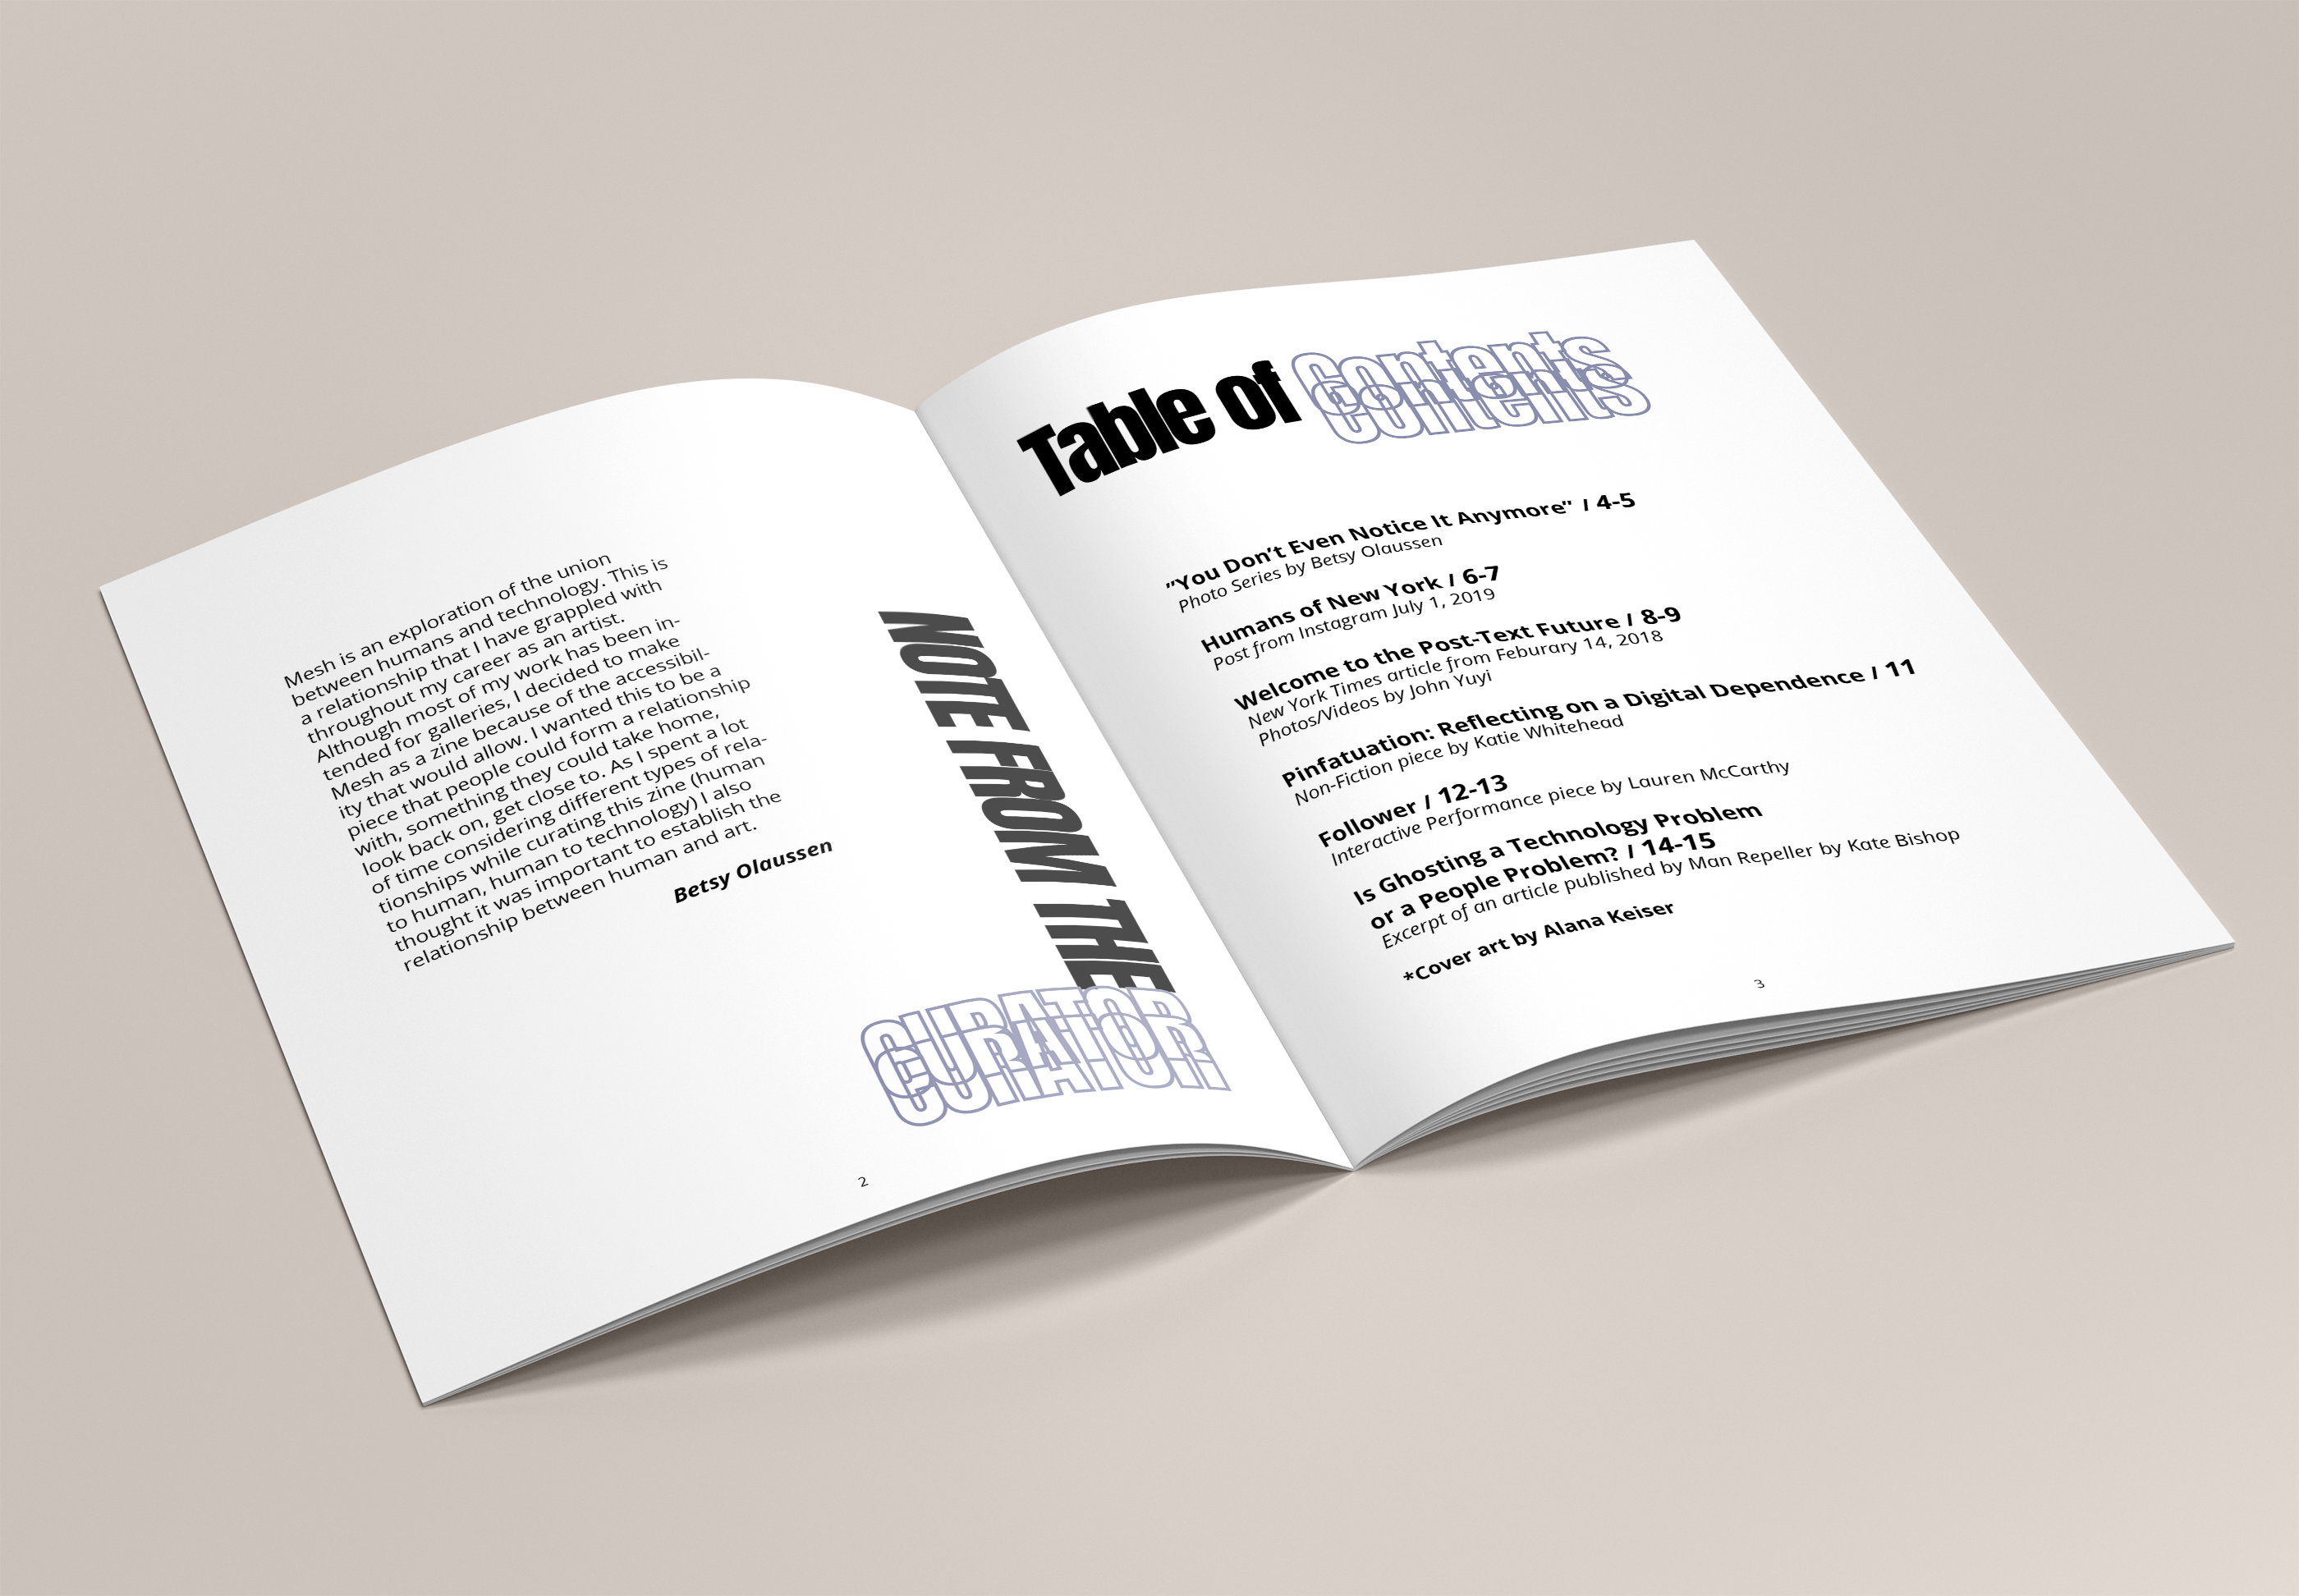 Mesh is an exploration of the union
between humans and technology. This is
a relationship that I have grappled with
throughout my career as an artist.
Although most of my work has been in-
tended for galleries, I decided to make
Mesh as a zine because of the accessibil-
ity that would allow. I wanted this to be a
piece that people could form a relationship
with, something they could take home,
look back on, get close to. As I spent a lot
of time considering different types of rela-
tionships while curating this zine (human
to human, human to technology) I also
thought it was important to establish the
relationship between human and art.
Betsy Olaussen
NOTE FROM THE
CURATOR
CURATOR
2
Table of Contents
Contents
"You Don't Even Notice It Anymore" / 4-5
Photo Series by Betsy Olaussen
Humans of New York / 6-7
Post from Instagram July 1, 2019
Welcome to the Post-Text Future / 8-9
New York Times article from Feburary 14, 2018
Photos/Videos by John Yuyi
Pinfatuation: Reflecting on a Digital Dependence / 11
Non-Fiction piece by Katie Whitehead
Follower / 12-13
Interactive Performance piece by Lauren McCarthy
Is Ghosting a Technology Problem
or a People Problem? / 14-15
Excerpt of an article published by Man Repeller by Kate Bishop
*Cover art by Alana Keiser
3